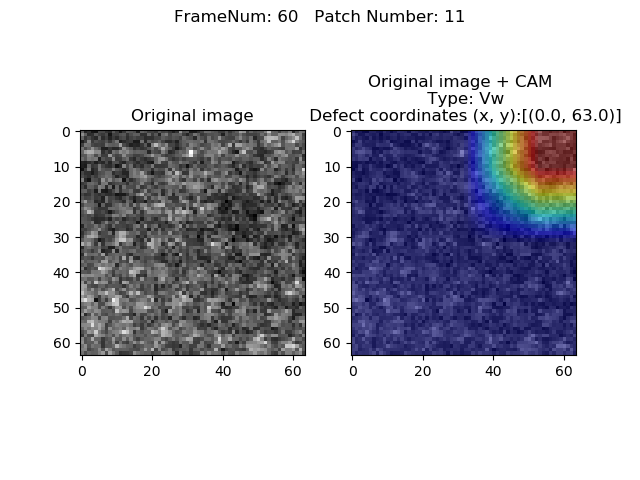 FrameNum: 60   Patch Number: 11
Original image
0
10
20
30
40
50
60
0 20 40 60
Original image + CAM
Type: Vw
Defect coordinates (x, y):[(0.0, 63.0)]
0
10
20
30
40
50
60
0 20 40 60